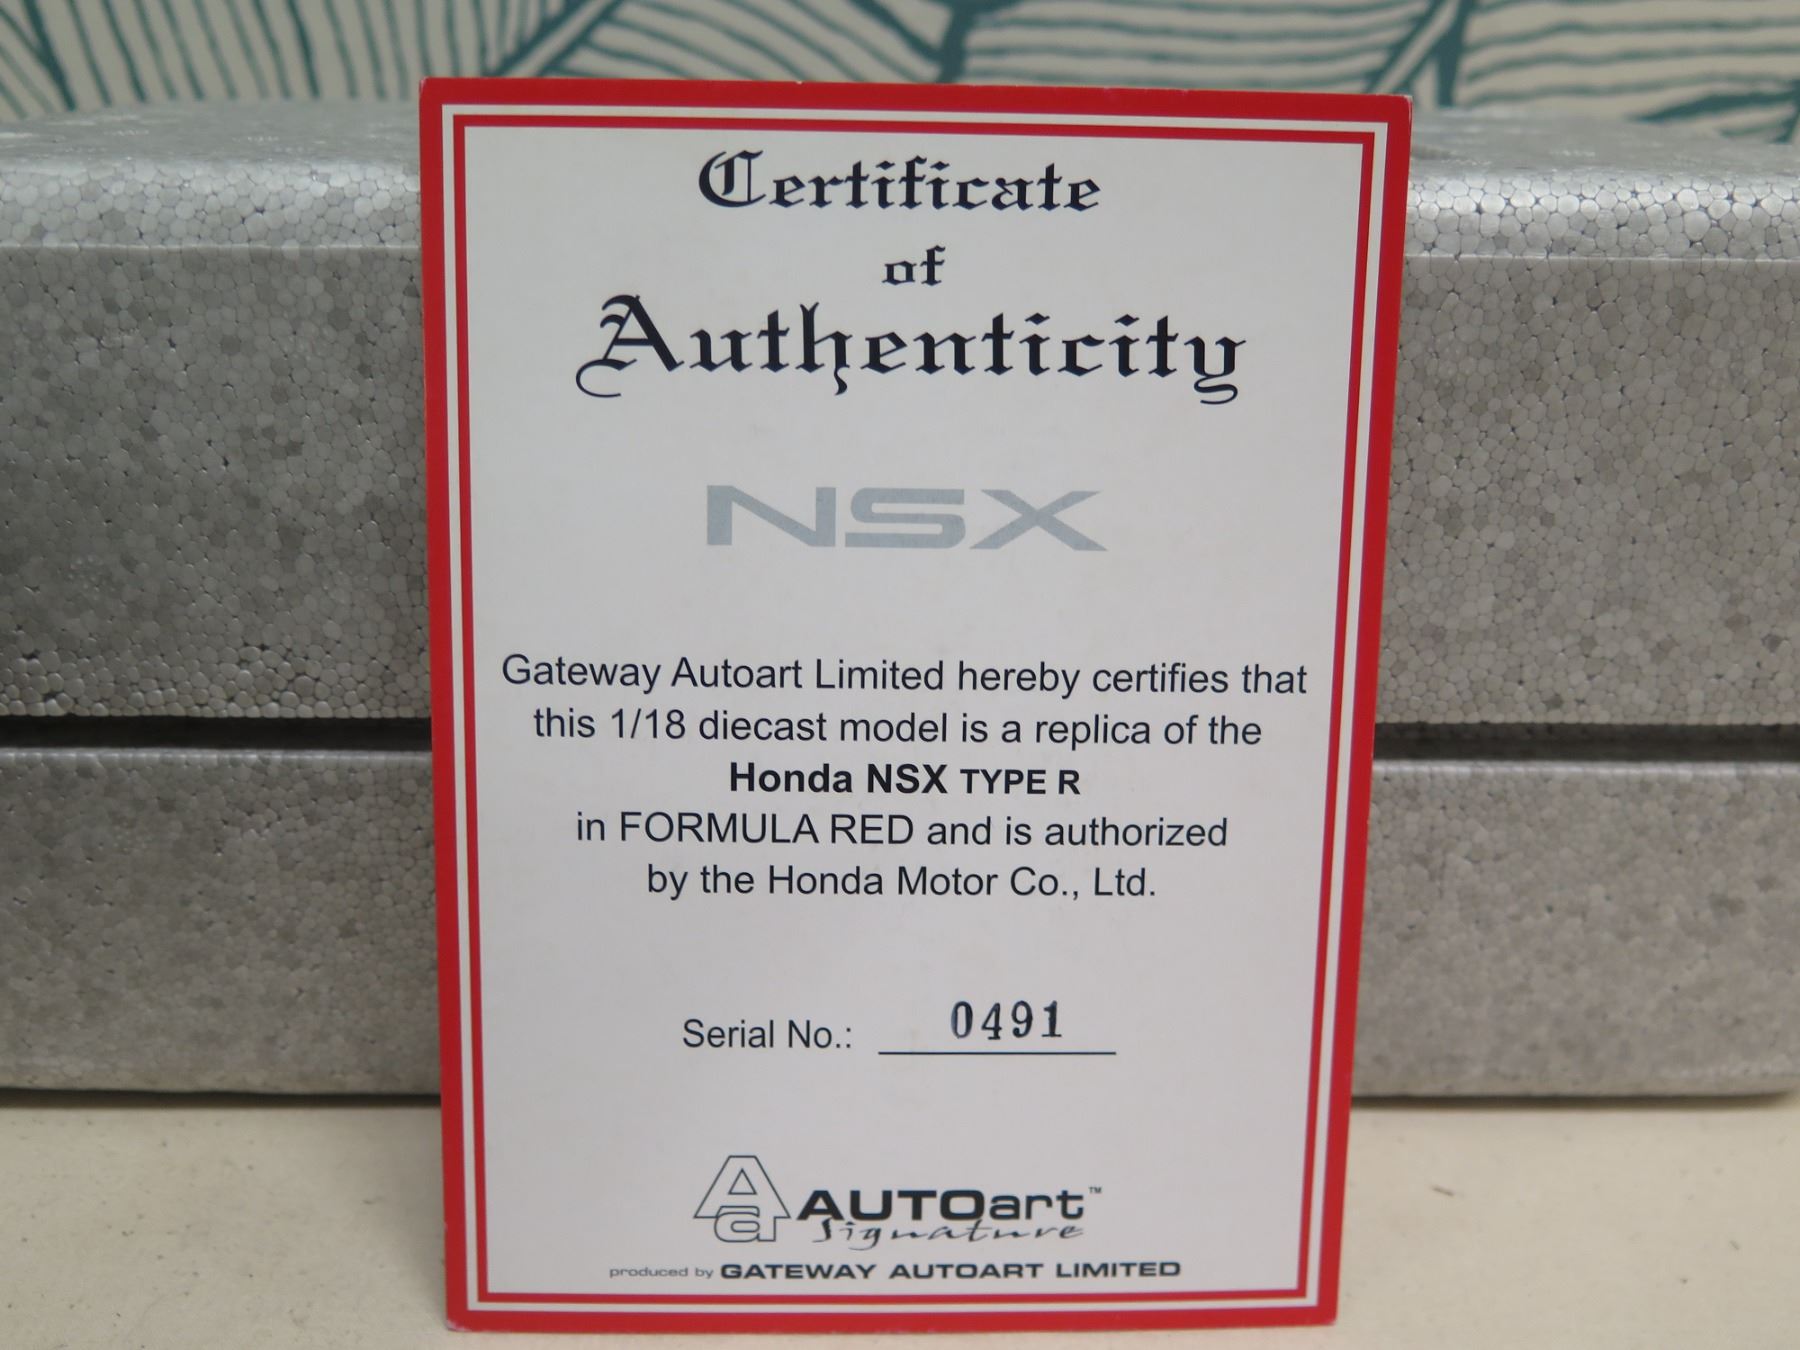 Certificate
of
Authenticity
NSX
Gateway Autoart Limited hereby certifies that
this 1/18 diecast model is a replica of the
Honda NSX TYPE R
in FORMULA RED and is authorized
by the Honda Motor Co., Ltd.
Serial No.: 0491
Aa AUTOart™
Signature
produced by GATEWAY AUTOART LIMITED